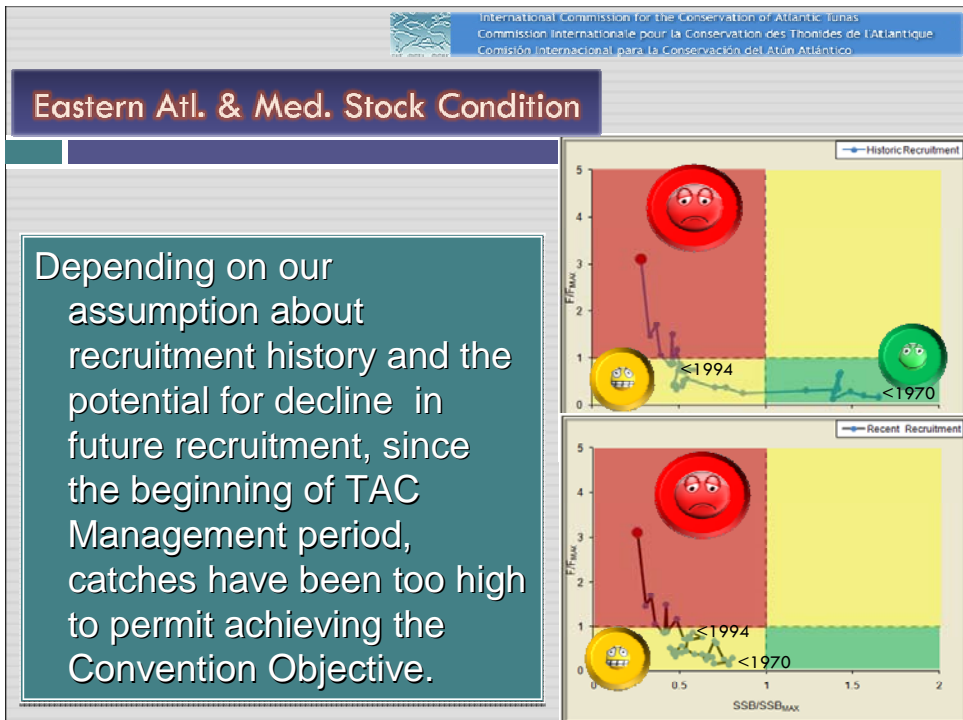 International Commission for the Conservation of Atlantic Tunas
Commission Internationale pour la Conservation des Thonidés de l'Atlantique
Comisión Internacional para la Conservación del Atún Atlántico
Eastern Atl. & Med. Stock Condition
Depending on our
assumption about
recruitment history and the
potential for decline in
future recruitment, since
the beginning of TAC
Management period,
catches have been too high
to permit achieving the
Convention Objective.
Historic Recruitment
5
4
3
F/FMAX
2
1
<1994
<1970
0
Recent Recruitment
5
4
3
F/FMAX
2
1
<1994
<1970
0
0 0.5 1 1.5 2
SSB/SSBMAX